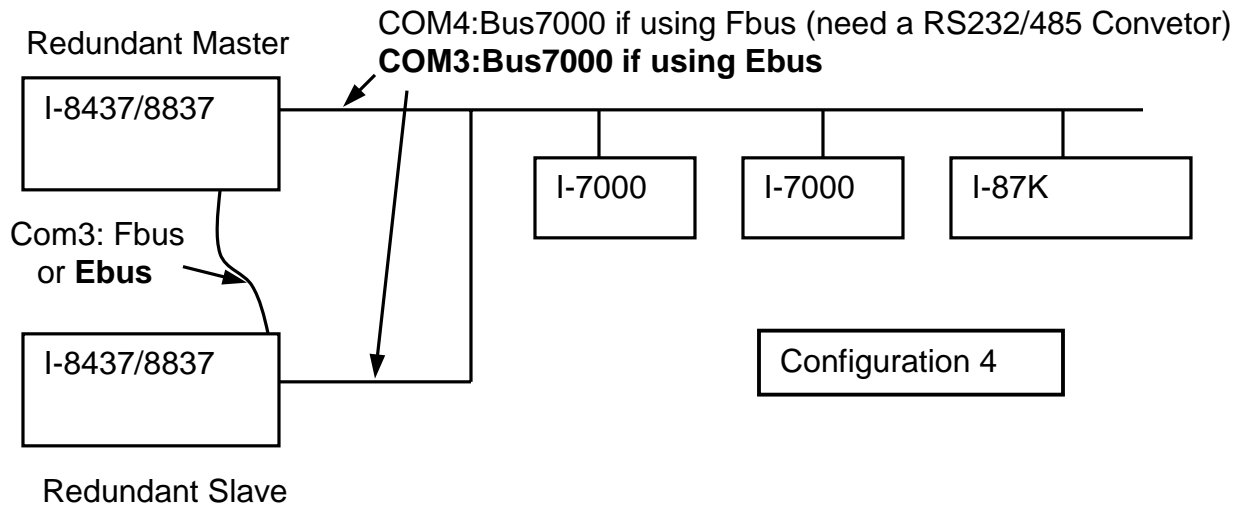 COM4:Bus7000 if using Fbus (need a RS232/485 Convetor)
COM3:Bus7000 if using Ebus
Redundant Master
I-8437/8837
I-7000
I-7000
I-87K
Com3: Fbus
or Ebus
I-8437/8837
Configuration 4
Redundant Slave